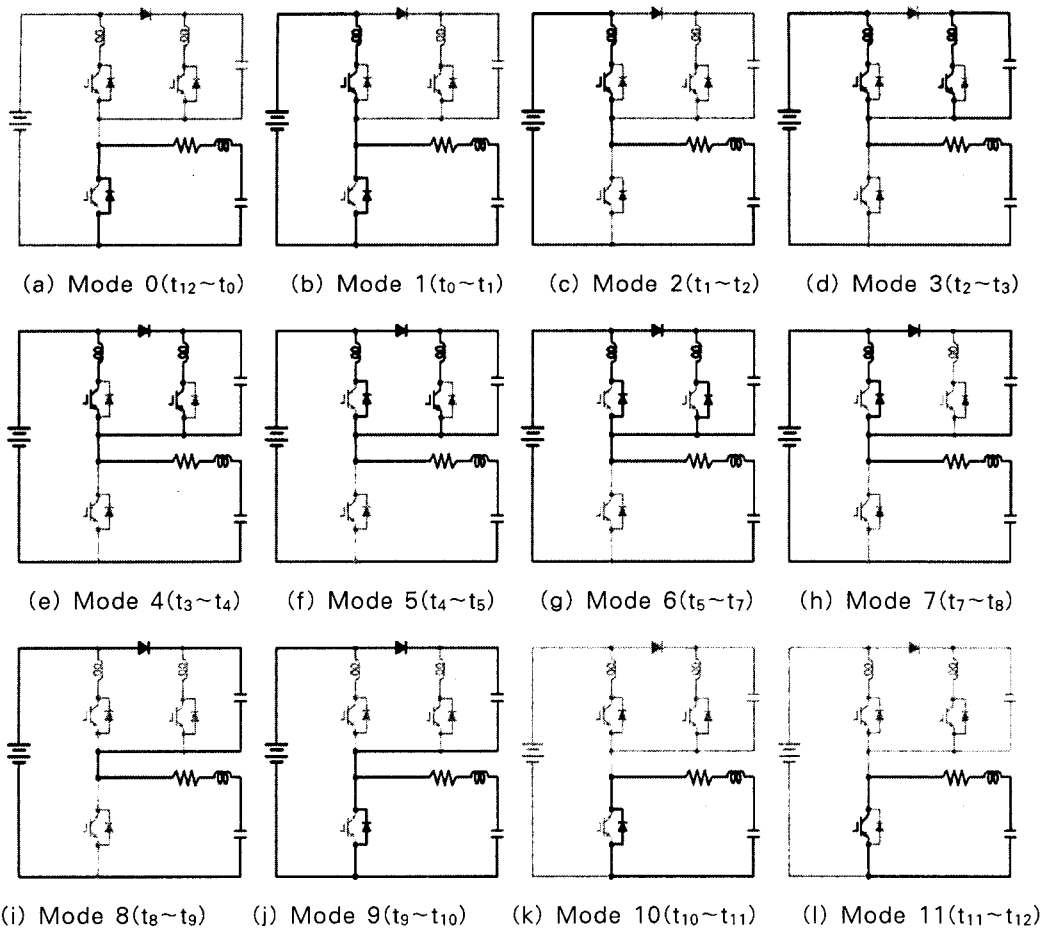 (a) Mode 0(t₁₂~t₀) (b) Mode 1(t₀~t₁) (c) Mode 2(t₁~t₂) (d) Mode 3(t₂~t₃)
(e) Mode 4(t₃~t₄) (f) Mode 5(t₄~t₅) (g) Mode 6(t₅~t₇) (h) Mode 7(t₇~t₈)
(i) Mode 8(t₈~t₉) (j) Mode 9(t₉~t₁₀) (k) Mode 10(t₁₀~t₁₁) (l) Mode 11(t₁₁~t₁₂)